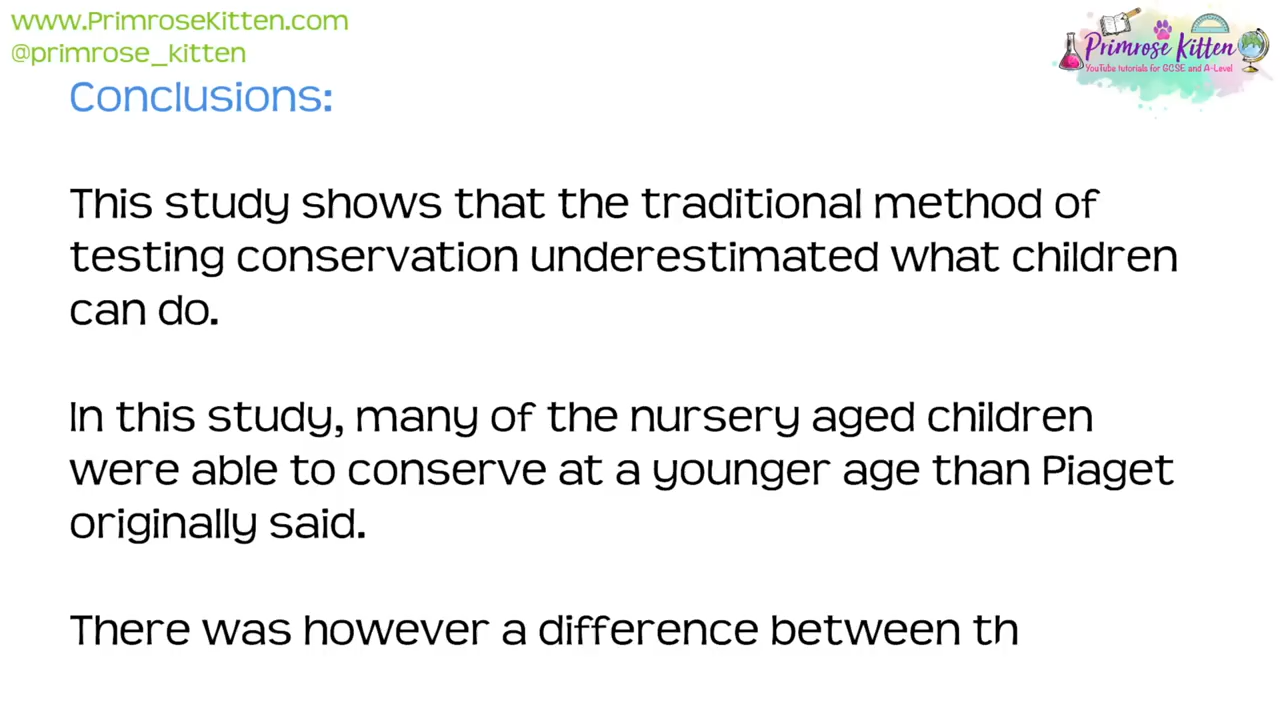 www.PrimroseKitten.com
@primrose_kitten
Primrose Kitten
YouTube tutorials for GCSE and A-Level
Conclusions:
This study shows that the traditional method of
testing conservation underestimated what children
can do.
In this study, many of the nursery aged children
were able to conserve at a younger age than Piaget
originally said.
There was however a difference between th